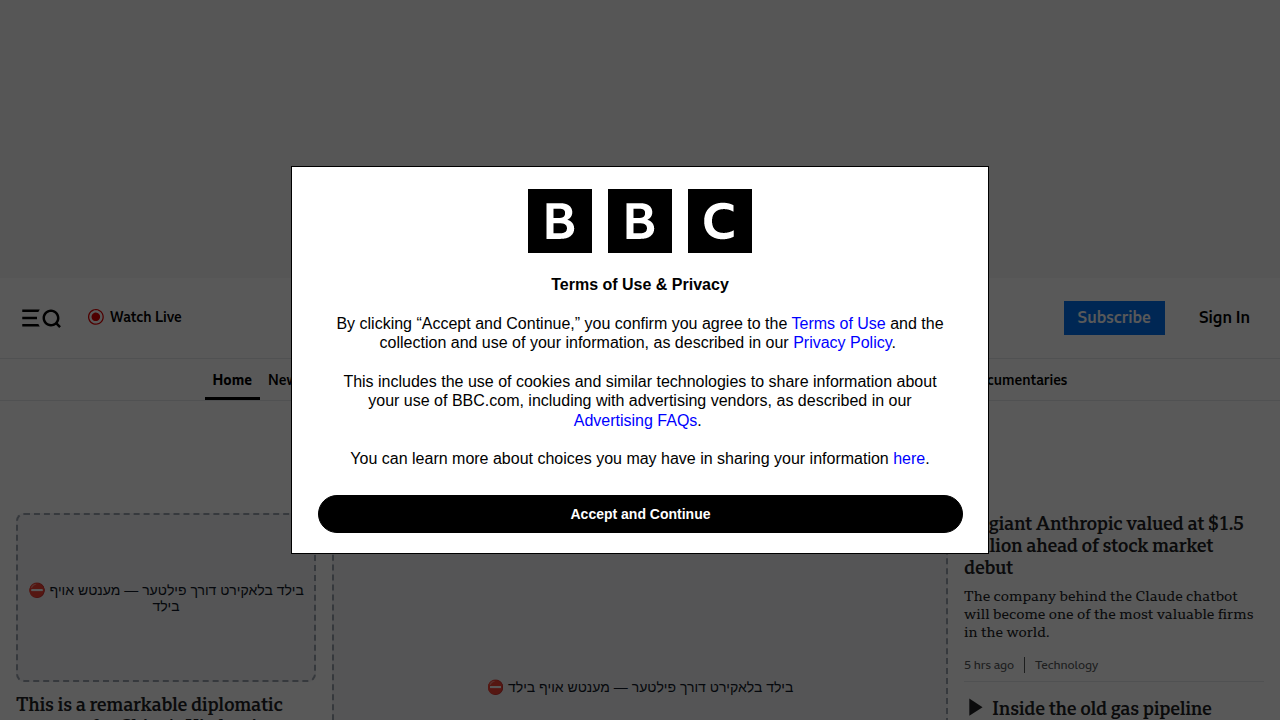 B B C
Terms of Use & Privacy
By clicking “Accept and Continue,” you confirm you agree to the Terms of Use and the
collection and use of your information, as described in our Privacy Policy.
This includes the use of cookies and similar technologies to share information about
your use of BBC.com, including with advertising vendors, as described in our
Advertising FAQs.
You can learn more about choices you may have in sharing your information here.
Accept and Continue
Watch Live
Subscribe
Sign In
Home
בילד בלאקירט דורך פילטער — מענטש אויף
בילד
This is a remarkable diplomatic
בילד בלאקירט דורך פילטער — מענטש אויף בילד
giant Anthropic valued at $1.5
debut
The company behind the Claude chatbot
will become one of the most valuable firms
in the world.
5 hrs ago
Technology
Inside the old gas pipeline